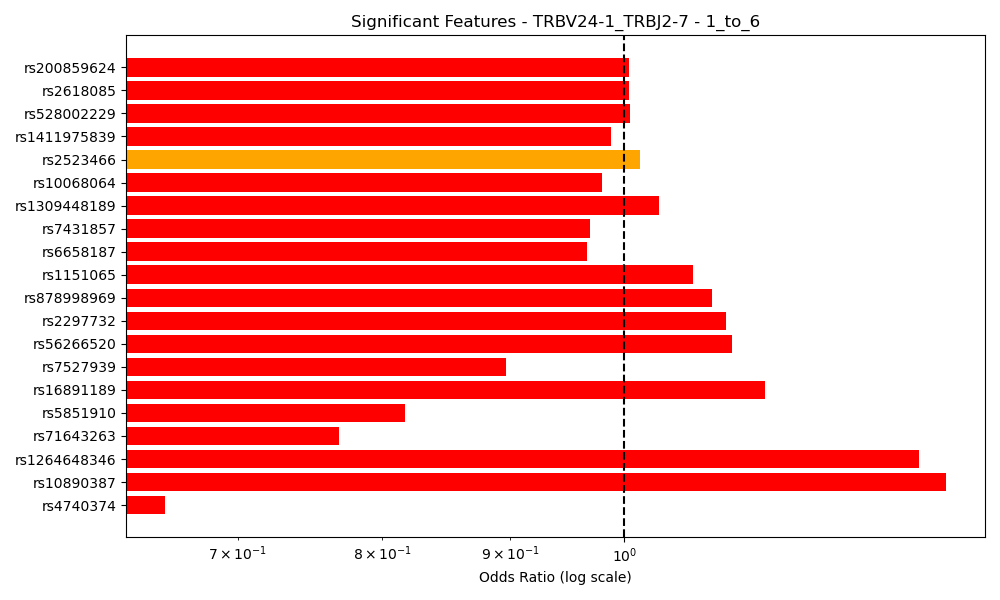 Significant Features - TRBV24-1_TRBJ2-7 - 1_to_6
rs200859624
rs2618085
rs528002229
rs1411975839
rs2523466
rs10068064
rs1309448189
rs7431857
rs6658187
rs1151065
rs878998969
rs2297732
rs56266520
rs7527939
rs16891189
rs5851910
rs71643263
rs1264648346
rs10890387
rs4740374
7 × 10⁻¹ 8 × 10⁻¹ 9 × 10⁻¹ 10⁰
Odds Ratio (log scale)